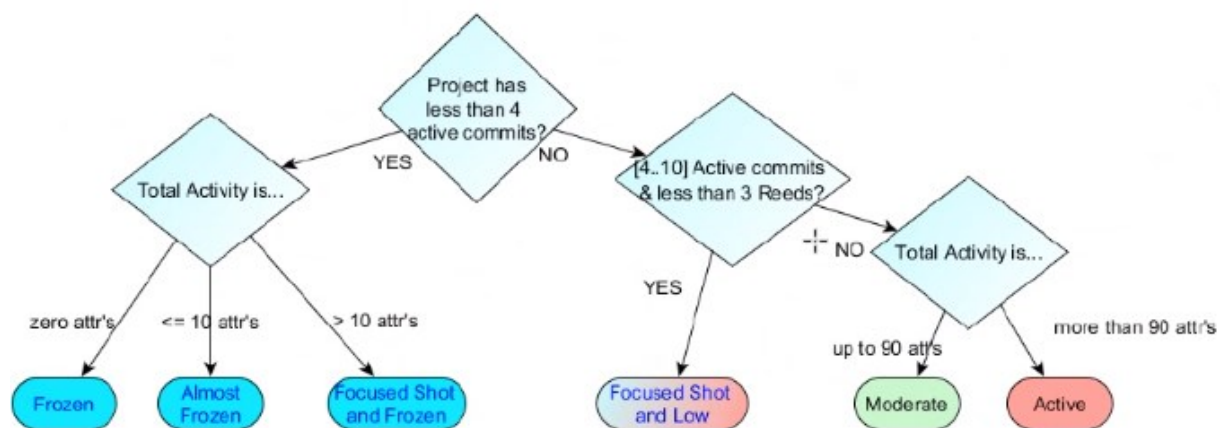 Project has
less than 4
active commits?
YES
NO
Total Activity is...
[4..10] Active commits
& less than 3 Reeds?
NO
Total Activity is...
YES
zero attr's
<= 10 attr's
> 10 attr's
up to 90 att's
more than 90 attr's
Frozen
Almost
Frozen
Focused Shot
and Frozen
Focused Shot
and Low
Moderate
Active